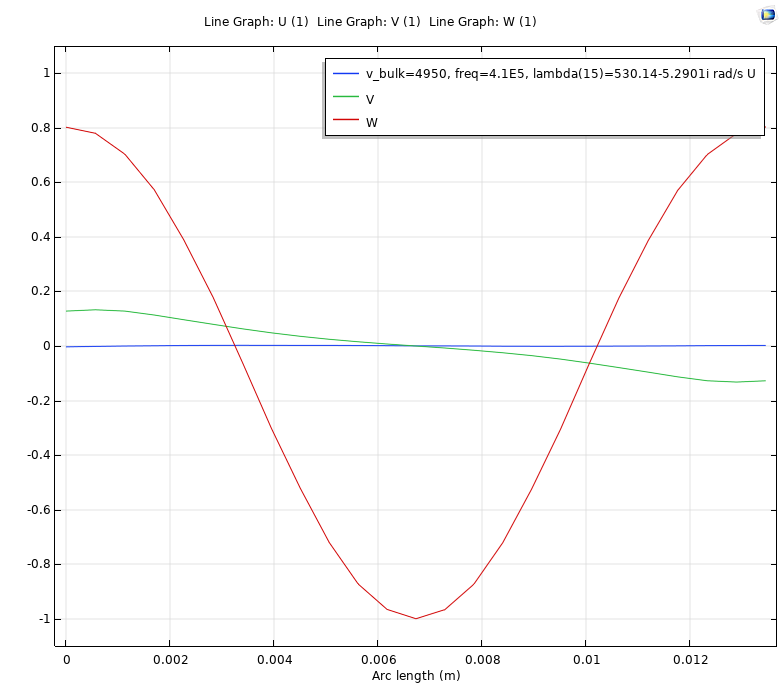 Line Graph: U (1) Line Graph: V (1) Line Graph: W (1)
v_bulk=4950, freq=4.1E5, lambda(15)=530.14-5.2901i rad/s U
V
W
1
0.8
0.6
0.4
0.2
0
-0.2
-0.4
-0.6
-0.8
-1
0 0.002 0.004 0.006 0.008 0.01 0.012
Arc length (m)